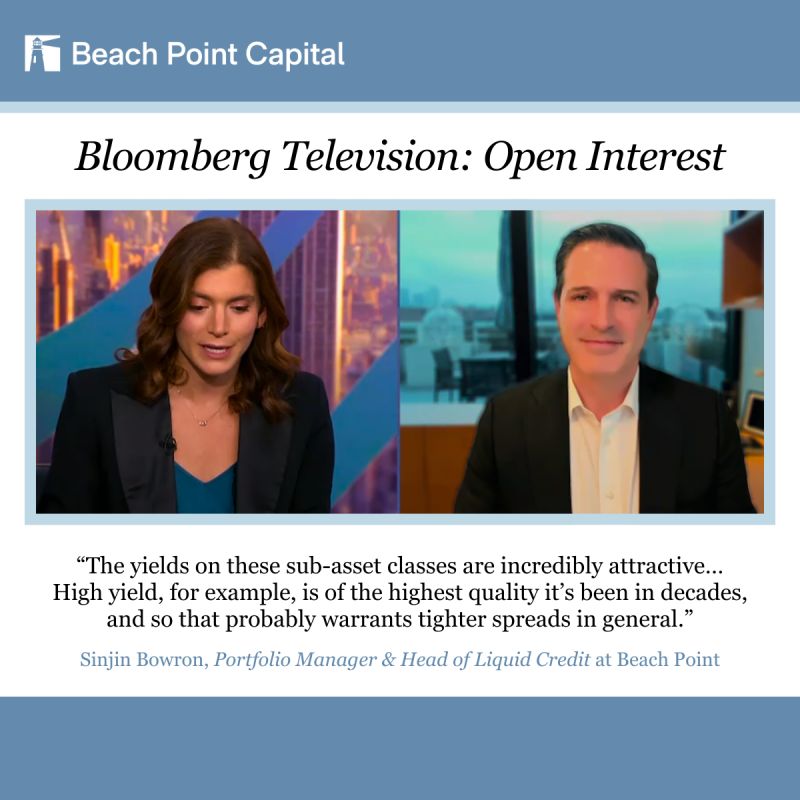 Beach Point Capital
Bloomberg Television: Open Interest
“The yields on these sub-asset classes are incredibly attractive...
High yield, for example, is of the highest quality it’s been in decades,
and so that probably warrants tighter spreads in general.”
Sinjin Bowron, Portfolio Manager & Head of Liquid Credit at Beach Point